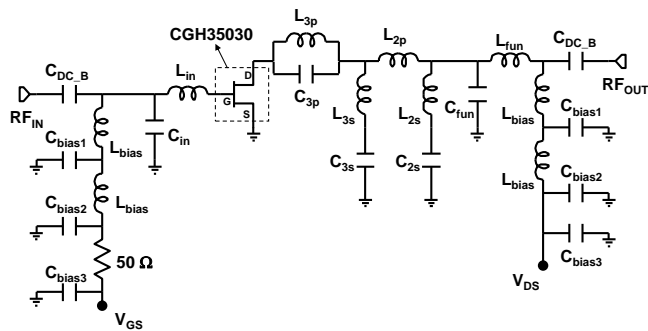 CGH35030
L3p
C3p
L2p
Lfun
CDC_B
RFOUT
CDC_B
RFIN
Lin
D
G
S
Cin
L3s
C3s
L2s
C2s
Cfun
Lbias
Cbias1
Lbias
Cbias2
Cbias3
VDS
Lbias
Cbias1
Lbias
Cbias2
50 Ω
Cbias3
VGS